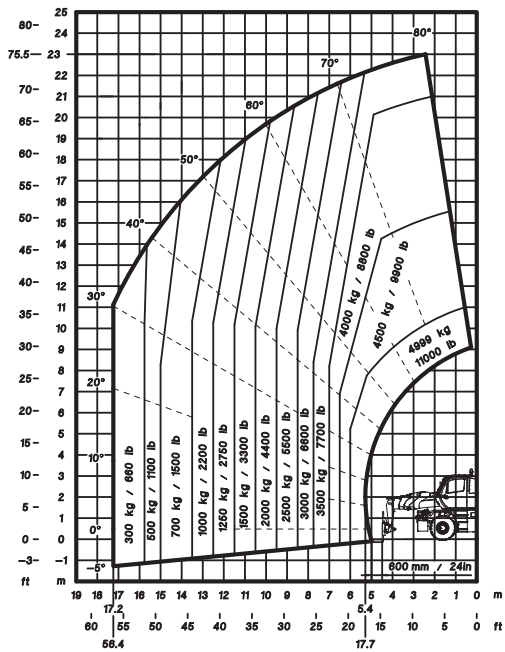 80 25
24
75.5 23
70 22
21
65 20
19
60 18
17
55 16
50 15
14
45 13
40 12
11
35 10
30 9
8
25 7
20 6
5
15 4
10 3
2
5 1
0 0
-3 -1
ft m
80°
70°
60°
50°
40°
30°
20°
10°
0°
-5°
300 kg / 660 lb
500 kg / 1100 lb
700 kg / 1500 lb
1000 kg / 2200 lb
1250 kg / 2750 lb
1500 kg / 3300 lb
2000 kg / 4400 lb
2500 kg / 5500 lb
3000 kg / 6600 lb
3500 kg / 7700 lb
4000 kg / 8800 lb
4500 kg / 9900 lb
4999 kg
11000 lb
600 mm / 24in
19 18 17 16 15 14 13 12 11 10 9 8 7 6 5 4 3 2 1 0 m
17.2 5.4
60 55 50 45 40 35 30 25 20 15 10 5 0 ft
56.4 17.7